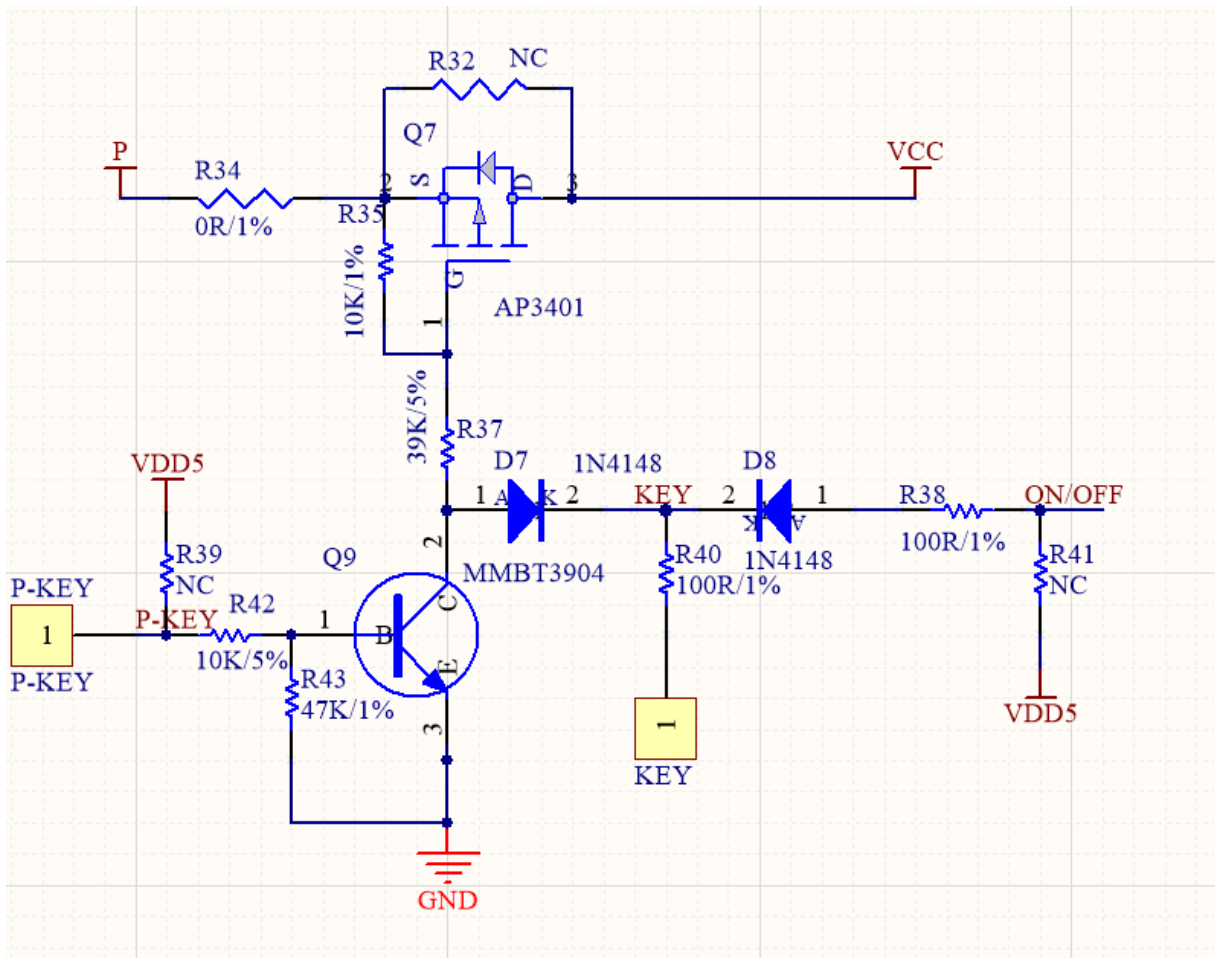 R32 NC
Q7
P
R34
0R/1%
2
S
D
3
VCC
R35
10K/1%
G
1
AP3401
39K/5%
R37
D7
1N4148
D8
VDD5
1 A K 2
KEY
2 K A 1
R38
100R/1%
ON/OFF
R39
NC
2
Q9
MMBT3904
R40
100R/1%
1N4148
R41
NC
P-KEY
1
P-KEY
P-KEY
R42
10K/5%
1
B
C
E
R43
47K/1%
3
1
KEY
VDD5
GND